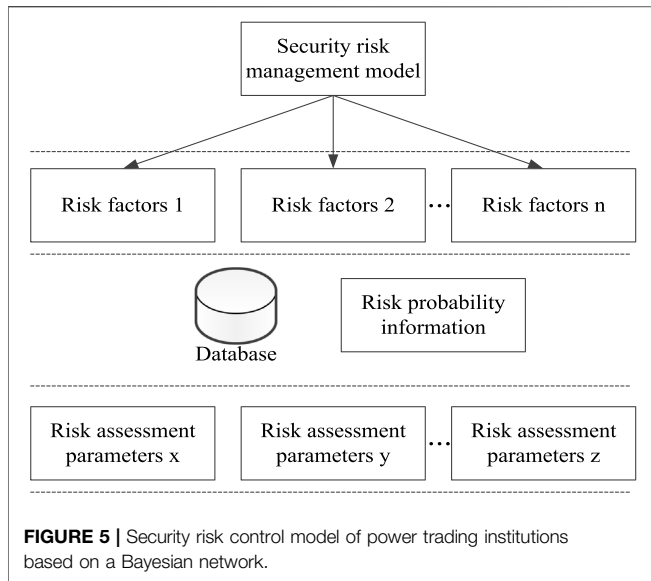 Security risk
management model
Risk factors 1
Risk factors 2
...
Risk factors n
Database
Risk probability
information
Risk assessment
parameters x
Risk assessment
parameters y
...
Risk assessment
parameters z
FIGURE 5 | Security risk control model of power trading institutions
based on a Bayesian network.